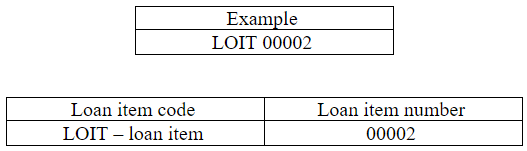 Example
LOIT 00002
Loan item code Loan item number
LOIT – loan item 00002